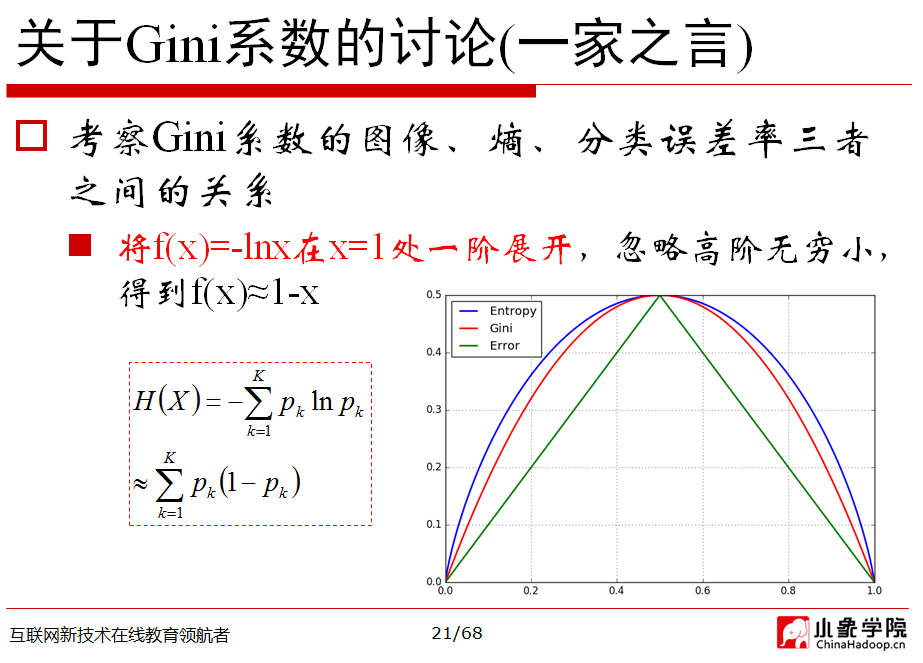 关于Gini系数的讨论(一家之言)
考察Gini系数的图像、熵、分类误差率三者
之间的关系
将f(x)=-lnx在x=1处一阶展开，忽略高阶无穷小，
得到f(x)≈1-x
H(X) = -∑_{k=1}^{K} p_k ln p_k
≈ ∑_{k=1}^{K} p_k (1 - p_k)
0.5
Entropy
Gini
Error
0.4
0.3
0.2
0.1
0.0
0.0 0.2 0.4 0.6 0.8 1.0
互联网新技术在线教育领航者
21/68
小象学院
ChinaHadoop.cn